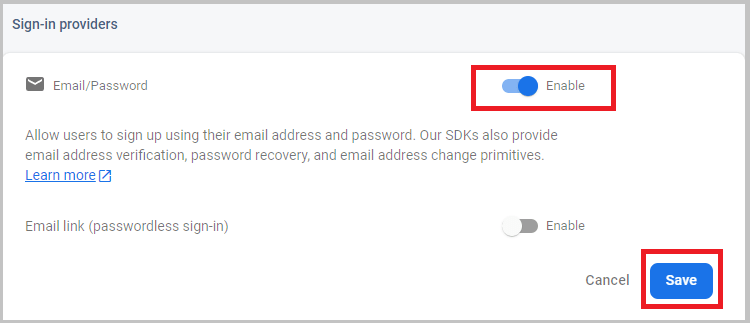 Sign-in providers
Email/Password Enable
Allow users to sign up using their email address and password. Our SDKs also provide
email address verification, password recovery, and email address change primitives.
Learn more
Email link (passwordless sign-in) Enable
Cancel Save